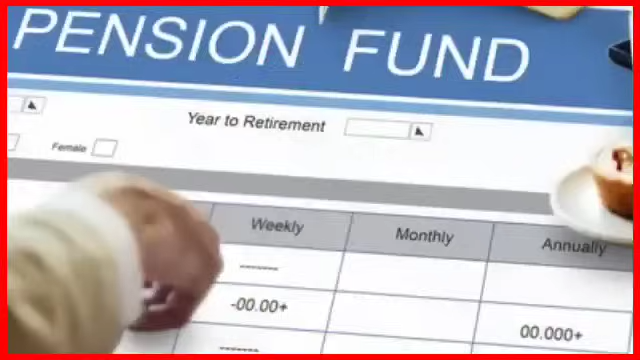 PENSION FUND
Year to Retirement
Female
Weekly Monthly Annually
-------
-00.00+
00.000+
-------